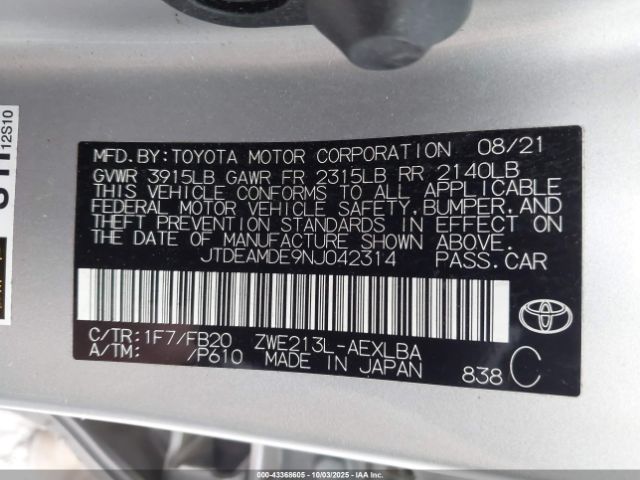 12S10
MFD.BY:TOYOTA MOTOR CORPORATION 08/21
GVWR 3915LB GAWR FR 2315LB RR 2140LB
THIS VEHICLE CONFORMS TO ALL APPLICABLE
FEDERAL MOTOR VEHICLE SAFETY,BUMPER,AND
THEFT PREVENTION STANDARDS IN EFFECT ON
THE DATE OF MANUFACTURE SHOWN ABOVE.
JTDEAMDE9NJ042314 PASS.CAR
C/TR:1F7/FB20 ZWE213L-AEXLBA
A/TM: /P610 MADE IN JAPAN 838 C
000-43368605 - 10/03/2025 - IAAI.COM